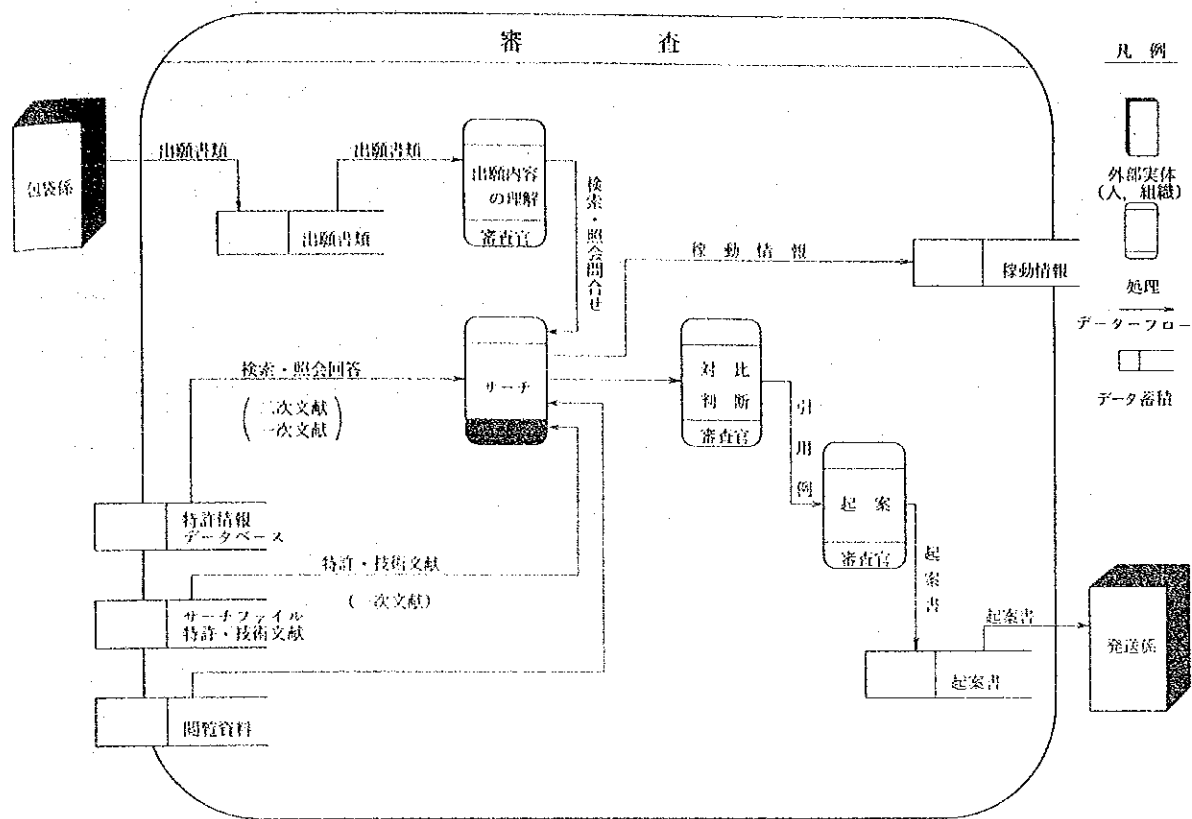 審査
凡例
外部実体
（人，組織）
処理
データーフロー
データ蓄積
包袋係
出願書類
出願書類
出願書類
出願内容
の理解
審査官
検索・照会問合せ
稼動情報
稼動情報
検索・照会回答
二次文献
一次文献
サーチ
対比
判断
審査官
引用例
起案
審査官
起案書
特許情報
データベース
特許・技術文献
（一次文献）
サーチファイル
特許・技術文献
閲覧資料
起案書
起案書
発送係